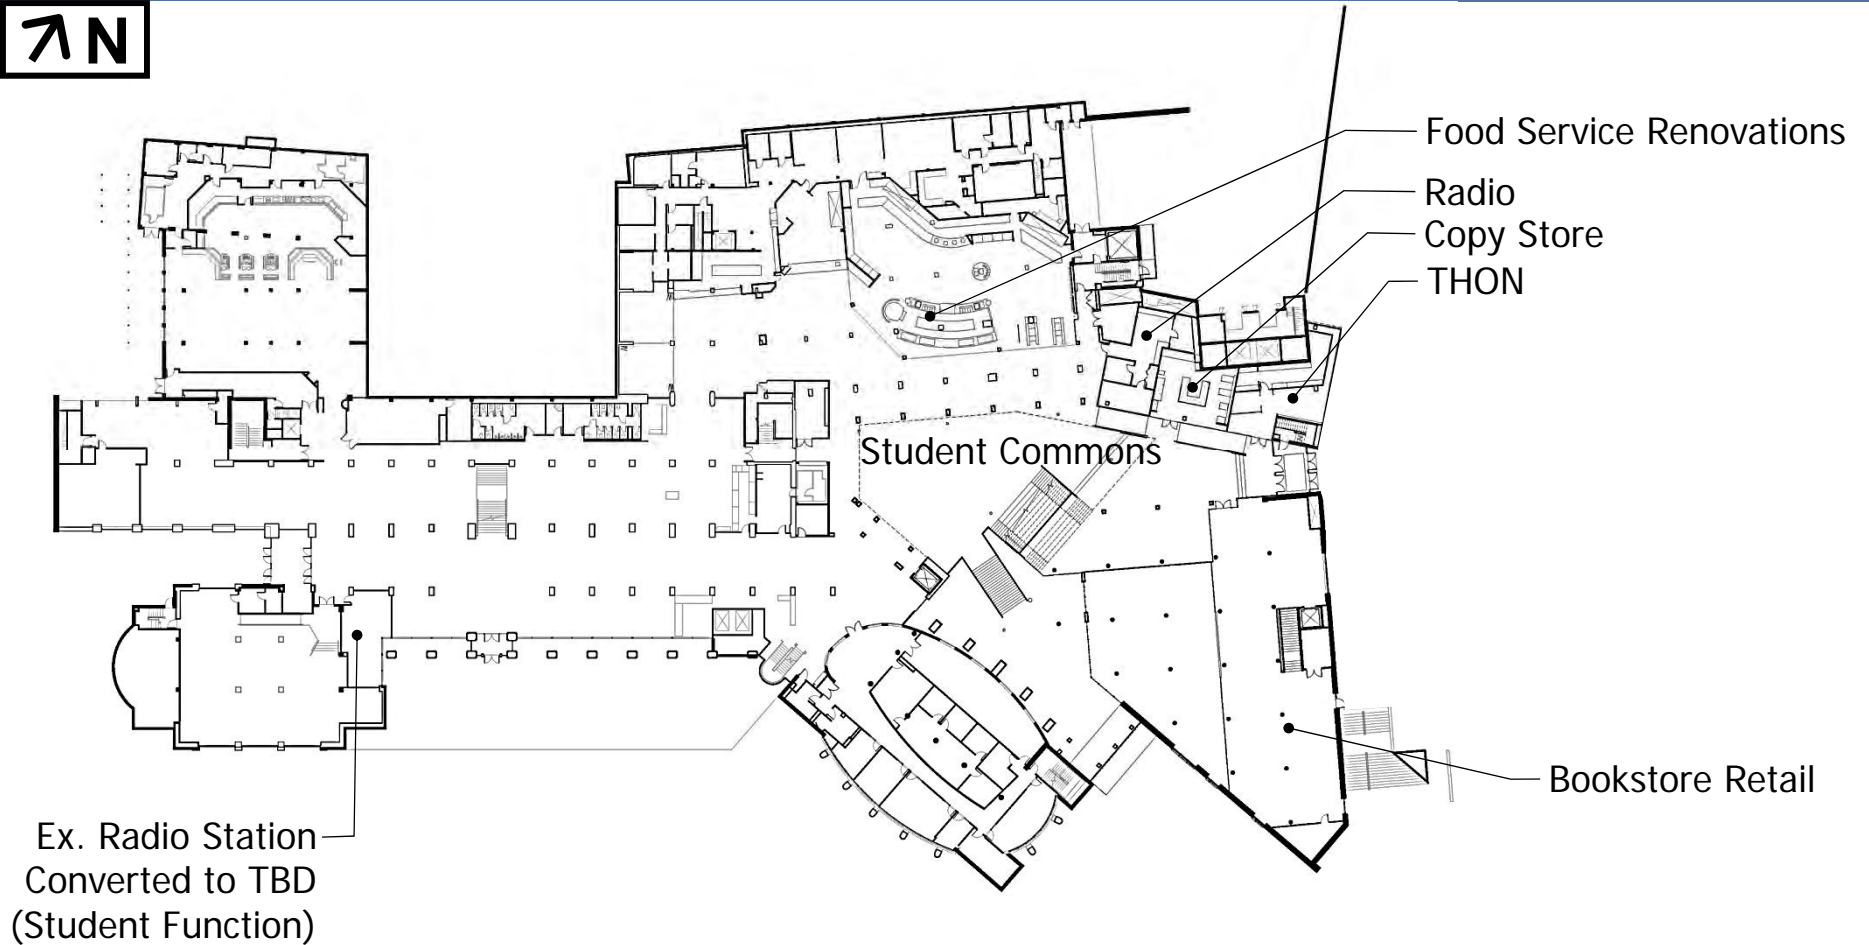 N
Food Service Renovations
Radio
Copy Store
THON
Student Commons
Bookstore Retail
Ex. Radio Station
Converted to TBD
(Student Function)